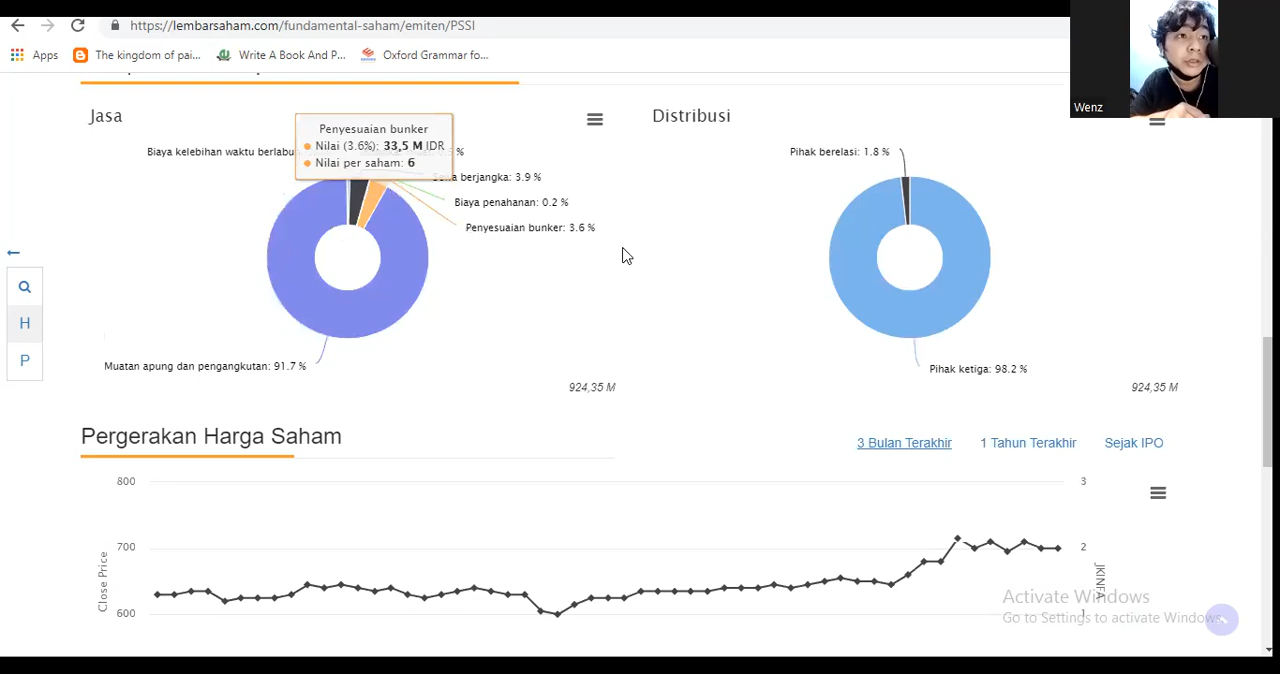 https://lembarsaham.com/fundamental-saham/emiten/PSSI
Apps
The kingdom of pai...
Write A Book And P...
Oxford Grammar fo...
Wenz
Jasa
Distribusi
Penyesuaian bunker
Nilai (3.6%): 33,5 M IDR
Nilai per saham: 6
Biaya kelebihan waktu berlabu
%
berjangka: 3.9 %
Biaya penahanan: 0.2 %
Penyesuaian bunker: 3.6 %
Muatan apung dan pengangkutan: 91.7 %
924,35 M
Pihak berelasi: 1.8 %
Pihak ketiga: 98.2 %
924,35 M
H
P
Pergerakan Harga Saham
3 Bulan Terakhir
1 Tahun Terakhir
Sejak IPO
800
700
600
Close Price
3
2
1
Activate Windows
Go to Settings to activate Windows.